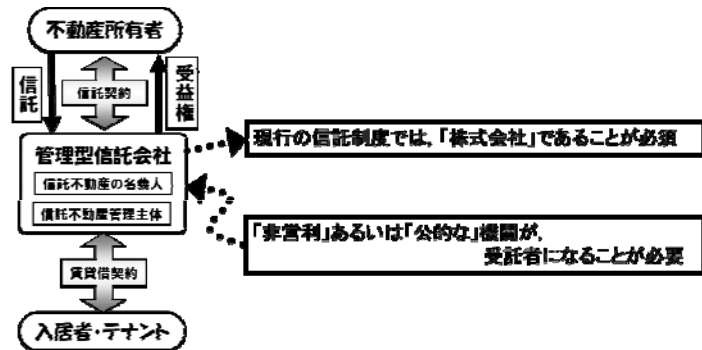 不動産所有者
信託
信託契約
受益権
管理型信託会社
信託不動産の名義人
信託不動産管理主体
現行の信託制度では,「株式会社」であることが必須
「非営利」あるいは「公的な」機関が,
受託者になることが必要
賃貸借契約
入居者・テナント